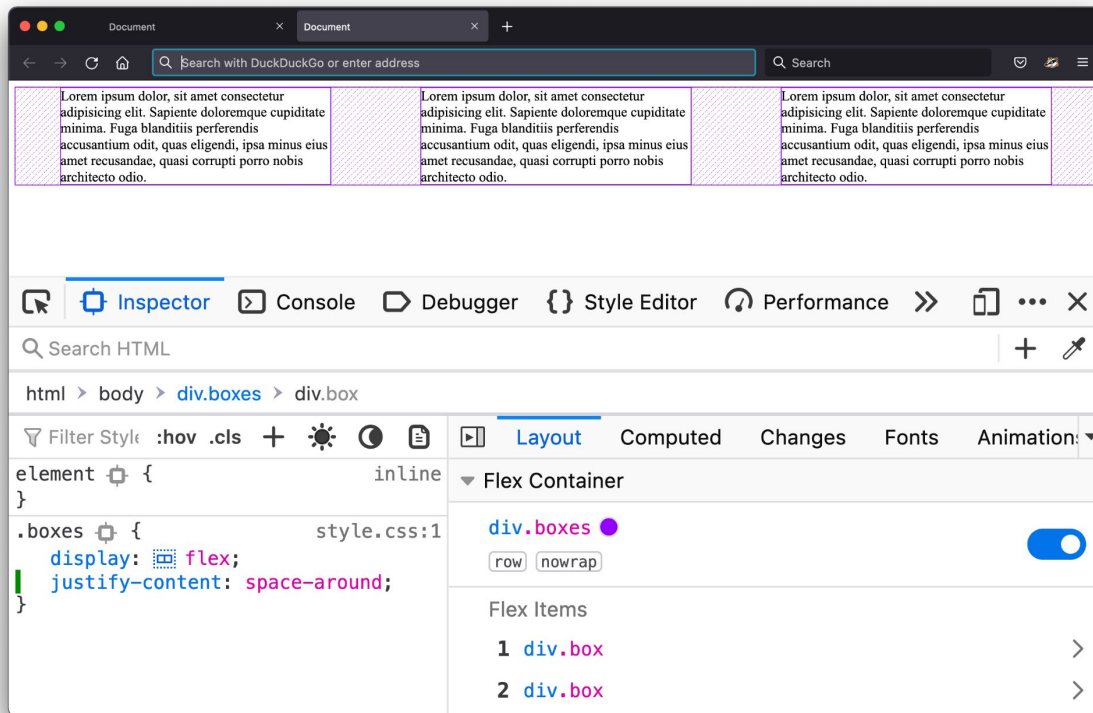 Document × Document × +
Search with DuckDuckGo or enter address Search
Lorem ipsum dolor, sit amet consectetur
adipisicing elit. Sapiente doloremque cupiditate
minima. Fuga blanditiis perferendis
accusantium odit, quas eligendi, ipsa minus eius
amet recusandae, quasi corrupti porro nobis
architecto odio.
Lorem ipsum dolor, sit amet consectetur
adipisicing elit. Sapiente doloremque cupiditate
minima. Fuga blanditiis perferendis
accusantium odit, quas eligendi, ipsa minus eius
amet recusandae, quasi corrupti porro nobis
architecto odio.
Lorem ipsum dolor, sit amet consectetur
adipisicing elit. Sapiente doloremque cupiditate
minima. Fuga blanditiis perferendis
accusantium odit, quas eligendi, ipsa minus eius
amet recusandae, quasi corrupti porro nobis
architecto odio.
Inspector Console Debugger {} Style Editor Performance
Search HTML
html > body > div.boxes > div.box
Filter Style :hov .cls +
Layout Computed Changes Fonts Animations
element { inline
}
.boxes { style.css:1
display: flex;
justify-content: space-around;
}
Flex Container
div.boxes
row nowrap
Flex Items
1 div.box
2 div.box